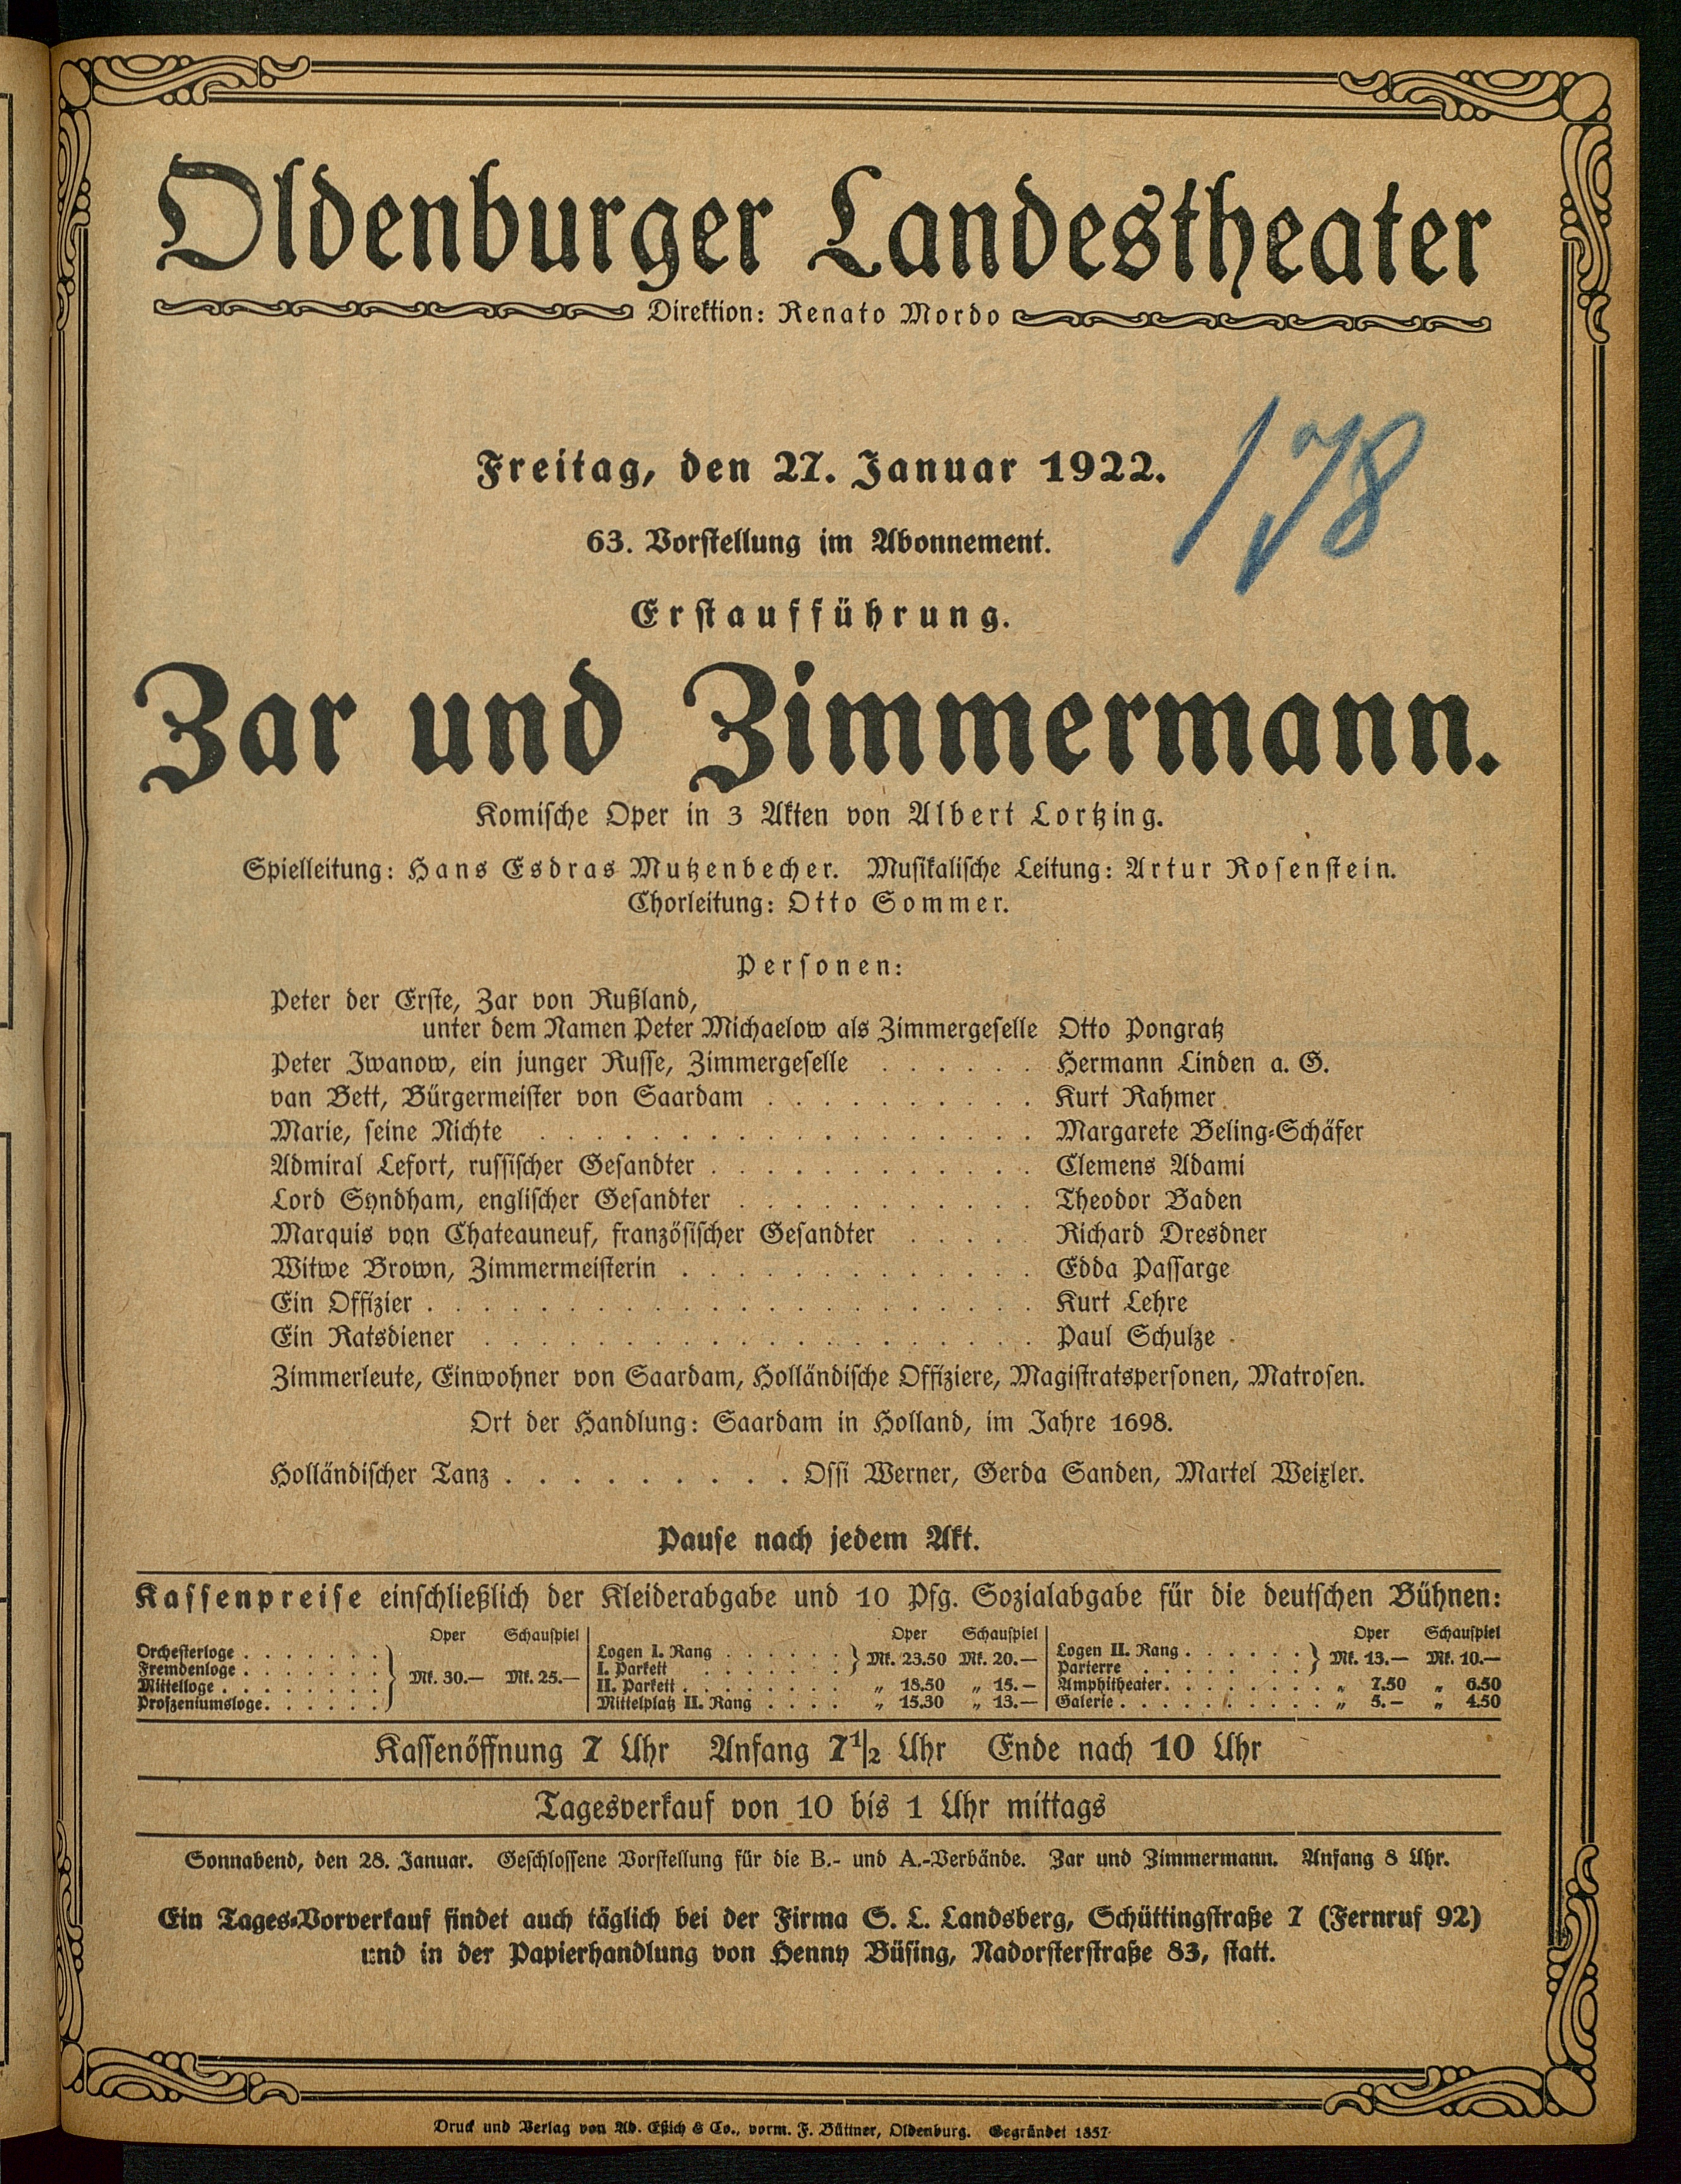 Oldenburger Landestheater
Direktion: Renato Mordo
178
Freitag, den 27. Januar 1922.
63. Vorstellung im Abonnement.
Erstaufführung.
Zar und Zimmermann.
Komische Oper in 3 Akten von Albert Lortzing.
Spielleitung: Hans Esdras Mutzenbecher. Musikalische Leitung: Artur Rosenstein.
Chorleitung: Otto Sommer.
Personen:
Peter der Erste, Zar von Rußland,
unter dem Namen Peter Michaelow als Zimmergeselle Otto Pongratz
Peter Iwanow, ein junger Russe, Zimmergeselle . . . . . . Hermann Linden a. G.
van Bett, Bürgermeister von Saardam . . . . . . . . . . Kurt Rahmer
Marie, seine Nichte . . . . . . . . . . . . . . . . . . Margarete Beling-Schäfer
Admiral Lefort, russischer Gesandter . . . . . . . . . . . . Clemens Adami
Lord Syndham, englischer Gesandter . . . . . . . . . . . Theodor Baden
Marquis von Chateauneuf, französischer Gesandter . . . . . Richard Dresdner
Witwe Brown, Zimmermeisterin . . . . . . . . . . . . . Edda Passarge
Ein Offizier . . . . . . . . . . . . . . . . . . . . . . Kurt Lehre
Ein Ratsdiener . . . . . . . . . . . . . . . . . . . . Paul Schulze
Zimmerleute, Einwohner von Saardam, Holländische Offiziere, Magistratspersonen, Matrosen.
Ort der Handlung: Saardam in Holland, im Jahre 1698.
Holländischer Tanz . . . . . . . . . . Ossi Werner, Gerda Sanden, Martel Weixler.
Pause nach jedem Akt.
Kassenpreise einschließlich der Kleiderabgabe und 10 Pfg. Sozialabgabe für die deutschen Bühnen:
Oper Schauspiel
Orchesterloge . . . . . . .
Fremdenloge . . . . . . .
Mittelloge . . . . . . . .
Proszeniumsloge . . . . . .
Mk. 30.— Mk. 25.—
Oper Schauspiel
Logen I. Rang . . . . . .
I. Parkett . . . . . . .
Mk. 23.50 Mk. 20.—
II. Parkett . . . . . . . . „ 18.50 „ 15.—
Mittelplatz II. Rang . . . . „ 15.30 „ 13.—
Oper Schauspiel
Logen II. Rang . . . . . .
Parterre . . . . . . .
Mk. 13.— Mk. 10.—
Amphitheater . . . . . . . . „ 7.50 „ 6.50
Galerie . . . . . . . . . . „ 5.— „ 4.50
Kassenöffnung 7 Uhr Anfang 7½ Uhr Ende nach 10 Uhr
Tagesverkauf von 10 bis 1 Uhr mittags
Sonnabend, den 28. Januar. Geschlossene Vorstellung für die B.- und A.-Verbände. Zar und Zimmermann. Anfang 8 Uhr.
Ein Tages-Vorverkauf findet auch täglich bei der Firma S. L. Landsberg, Schüttingstraße 7 (Fernruf 92)
und in der Papierhandlung von Henny Büsing, Nadorsterstraße 83, statt.
Druck und Verlag von Ad. Eßich & Co., vorm. F. Büttner, Oldenburg. Gegründet 1857